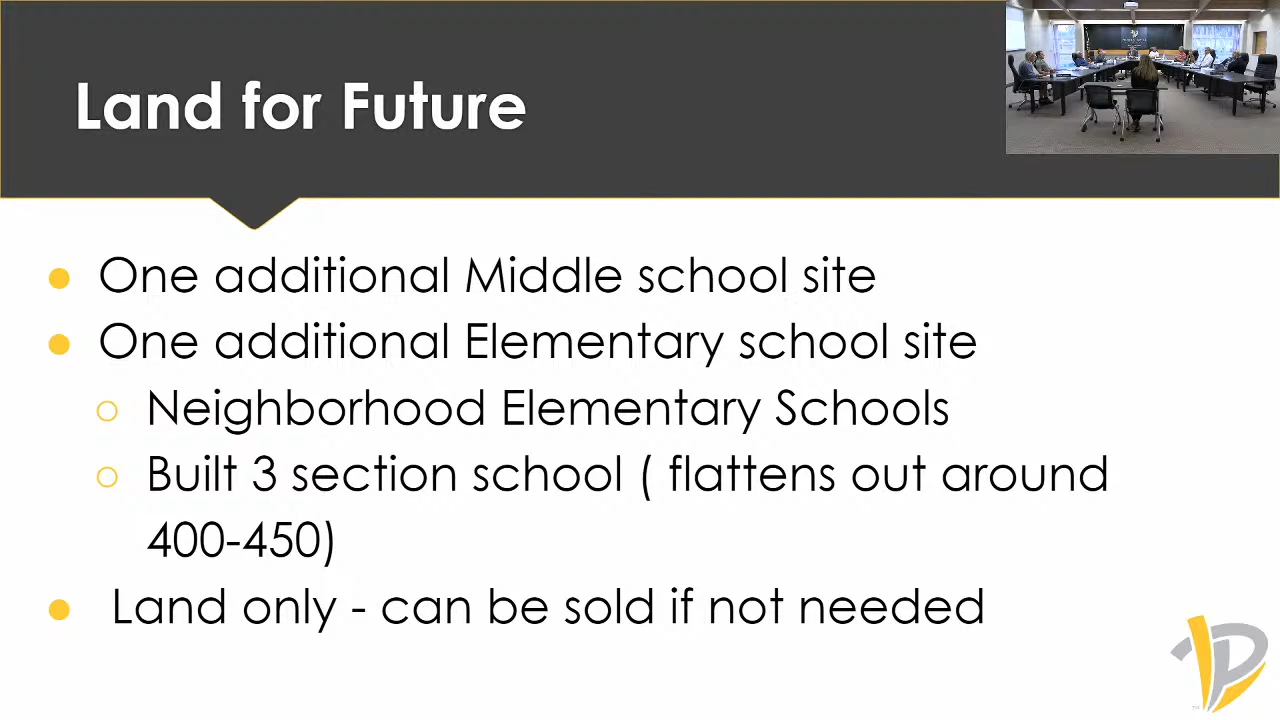 Land for Future
● One additional Middle school site
● One additional Elementary school site
○ Neighborhood Elementary Schools
○ Built 3 section school ( flattens out around
400-450)
● Land only - can be sold if not needed